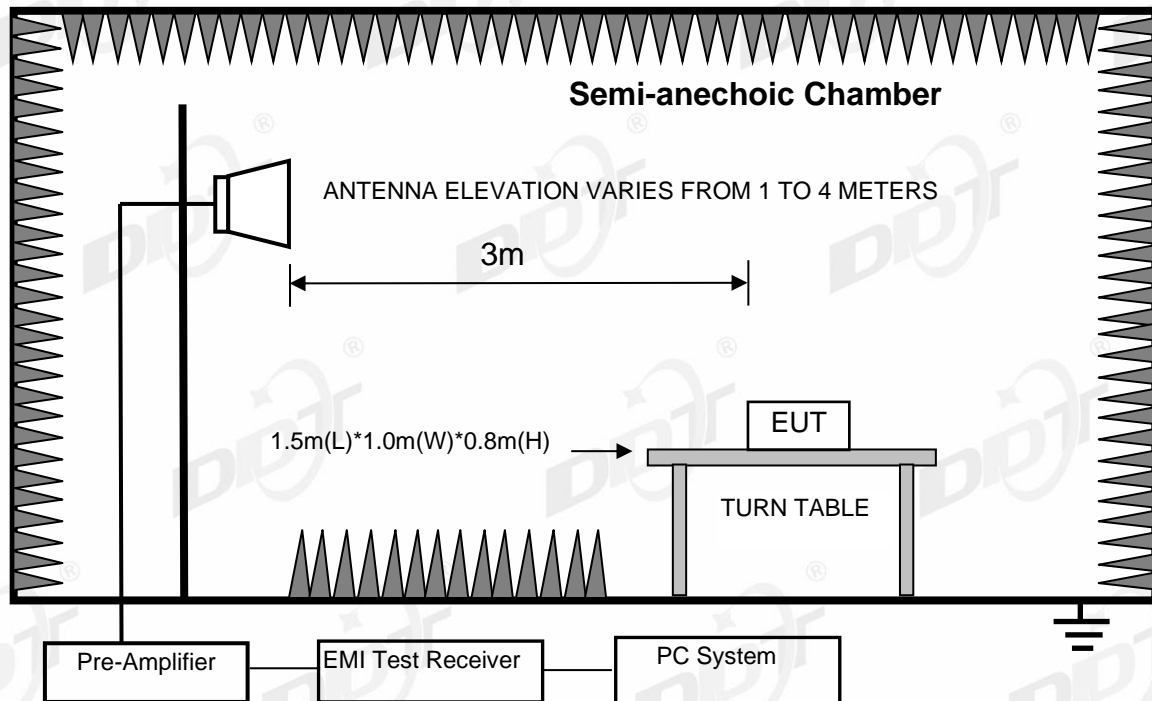 Semi-anechoic Chamber
ANTENNA ELEVATION VARIES FROM 1 TO 4 METERS
3m
1.5m(L)*1.0m(W)*0.8m(H)
EUT
TURN TABLE
Pre-Amplifier
EMI Test Receiver
PC System
DDT®